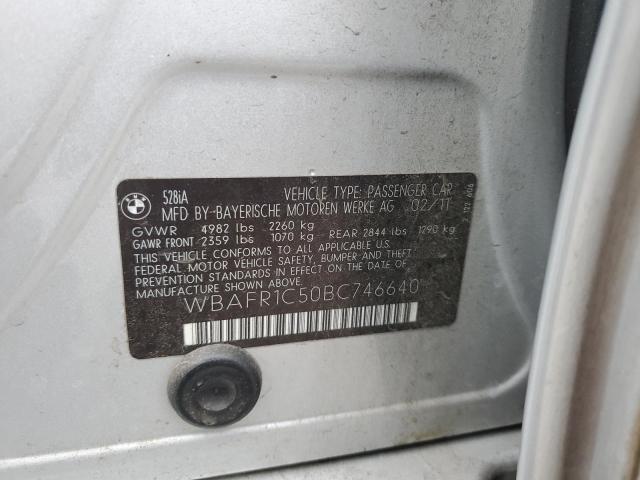 BMW
528iA
VEHICLE TYPE: PASSENGER CAR
MFD BY-BAYERISCHE MOTOREN WERKE AG 02/11
GVWR 4982 lbs 2260 kg
GAWR FRONT 2359 lbs 1070 kg REAR 2844 lbs 1290 kg
THIS VEHICLE CONFORMS TO ALL APPLICABLE U.S.
FEDERAL MOTOR VEHICLE SAFETY, BUMPER AND THEFT
PREVENTION STANDARDS IN EFFECT ON THE DATE OF
MANUFACTURE SHOWN ABOVE.
WBAFR1C50BC746640